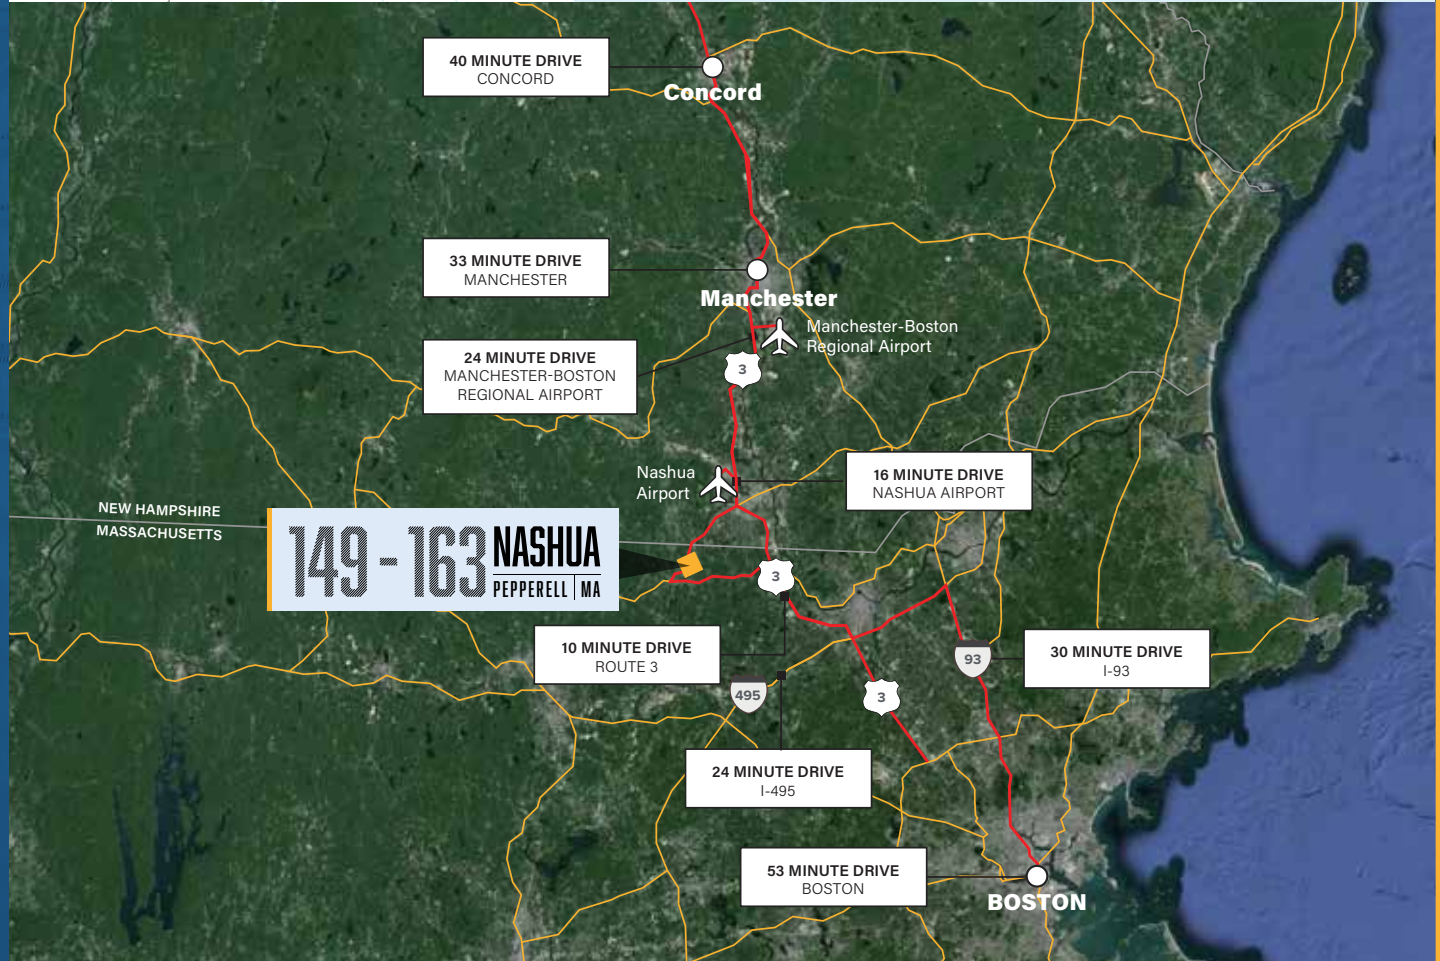 40 MINUTE DRIVE
CONCORD
Concord
33 MINUTE DRIVE
MANCHESTER
Manchester
Manchester-Boston
Regional Airport
24 MINUTE DRIVE
MANCHESTER-BOSTON
REGIONAL AIRPORT
3
Nashua
Airport
16 MINUTE DRIVE
NASHUA AIRPORT
NEW HAMPSHIRE
MASSACHUSETTS
149 - 163 NASHUA
PEPPERELL MA
3
10 MINUTE DRIVE
ROUTE 3
93
30 MINUTE DRIVE
I-93
495
3
24 MINUTE DRIVE
I-495
53 MINUTE DRIVE
BOSTON
BOSTON